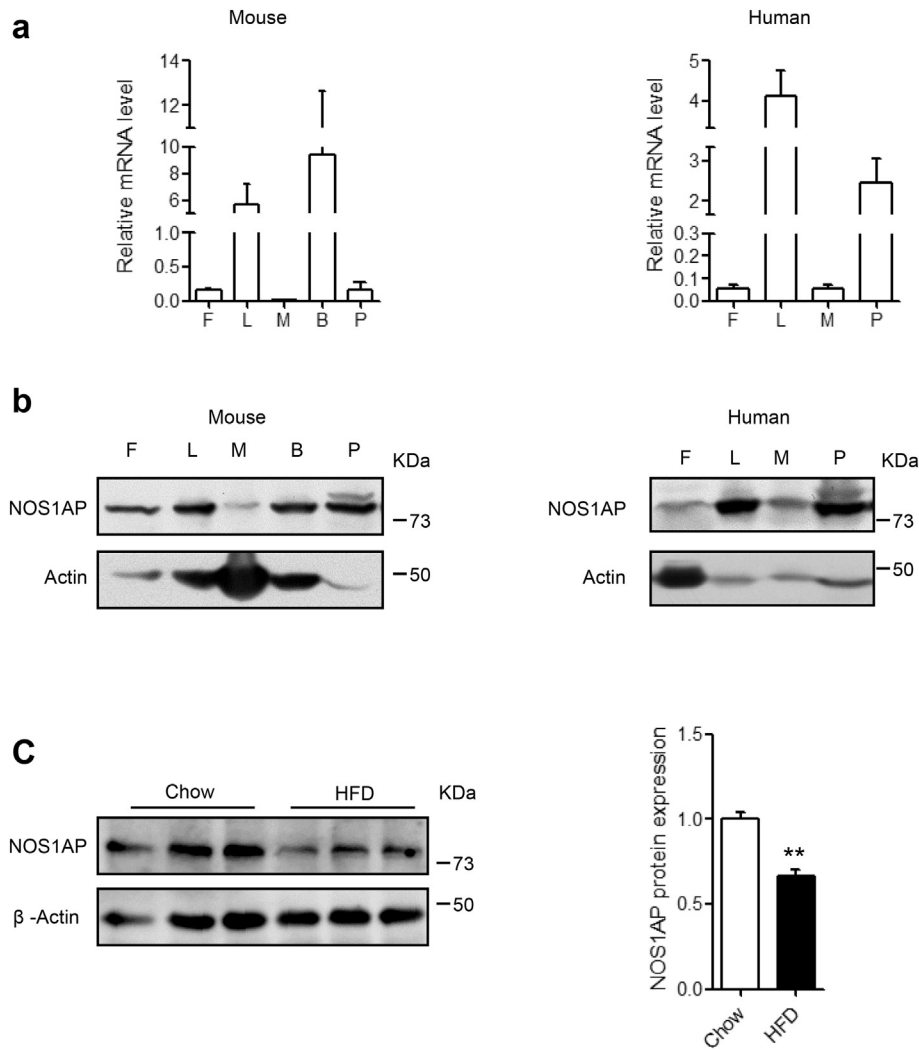 a
Mouse
Relative mRNA level
14
12
10
8
6
1.0
0.5
0.0
F L M B P
Human
Relative mRNA level
5
4
3
2
0.3
0.2
0.1
0.0
F L M P
b
Mouse
F L M B P
KDa
NOS1AP
73
Actin
50
Human
F L M P
KDa
NOS1AP
73
Actin
50
C
Chow HFD
KDa
NOS1AP
73
β -Actin
50
NOS1AP protein expression
1.5
1.0
0.5
0.0
**
Chow HFD